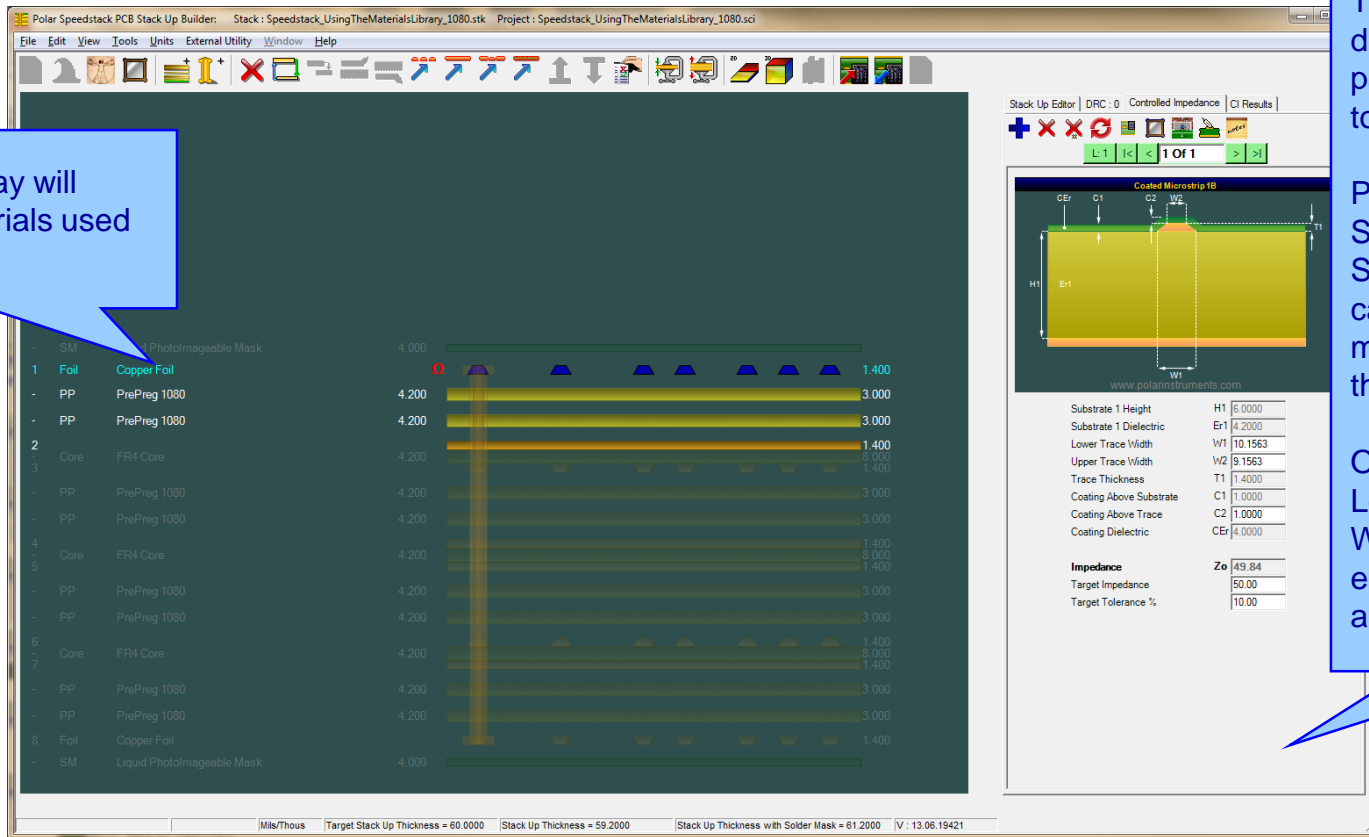 Polar Speedstack PCB Stack Up Builder: Stack : Speedstack_UsingTheMaterialsLibrary_1080.stk Project : Speedstack_UsingTheMaterialsLibrary_1080.sci
File Edit View Tools Units External Utility Window Help
2D 3D
ay will
rials used
- SM d PhotoImageable Mask 4.000
1 Foil Copper Foil Ω 1.400
- PP PrePreg 1080 4.200 3.000
- PP PrePreg 1080 4.200 3.000
2 1.400
- Core FR4 Core 4.200 8.000
3 1.400
- PP PrePreg 1080 4.200 3.000
- PP PrePreg 1080 4.200 3.000
4 1.400
- Core FR4 Core 4.200 8.000
5 1.400
- PP PrePreg 1080 4.200 3.000
- PP PrePreg 1080 4.200 3.000
6 1.400
- Core FR4 Core 4.200 8.000
7 1.400
- PP PrePreg 1080 4.200 3.000
- PP PrePreg 1080 4.200 3.000
8 Foil Copper Foil 1.400
- SM Liquid PhotoImageable Mask 4.000
Stack Up Editor DRC : 0 Controlled Impedance CI Results
notes
L: 1 |< < 1 Of 1 > >|
Coated Microstrip 1B
CEr C1 C2 W2
T1
H1 Er1
W1
www.polarinstruments.com
Substrate 1 Height H1 6.0000
Substrate 1 Dielectric Er1 4.2000
Lower Trace Width W1 10.1563
Upper Trace Width W2 9.1563
Trace Thickness T1 1.4000
Coating Above Substrate C1 1.0000
Coating Above Trace C2 1.0000
Coating Dielectric CEr 4.0000
Impedance Zo 49.84
Target Impedance 50.00
Target Tolerance % 10.00
d
p
to
P
S
S
ca
m
th
O
L
W
e
a
Mils/Thous Target Stack Up Thickness = 60.0000 Stack Up Thickness = 59.2000 Stack Up Thickness with Solder Mask = 61.2000 V : 13.06.19421